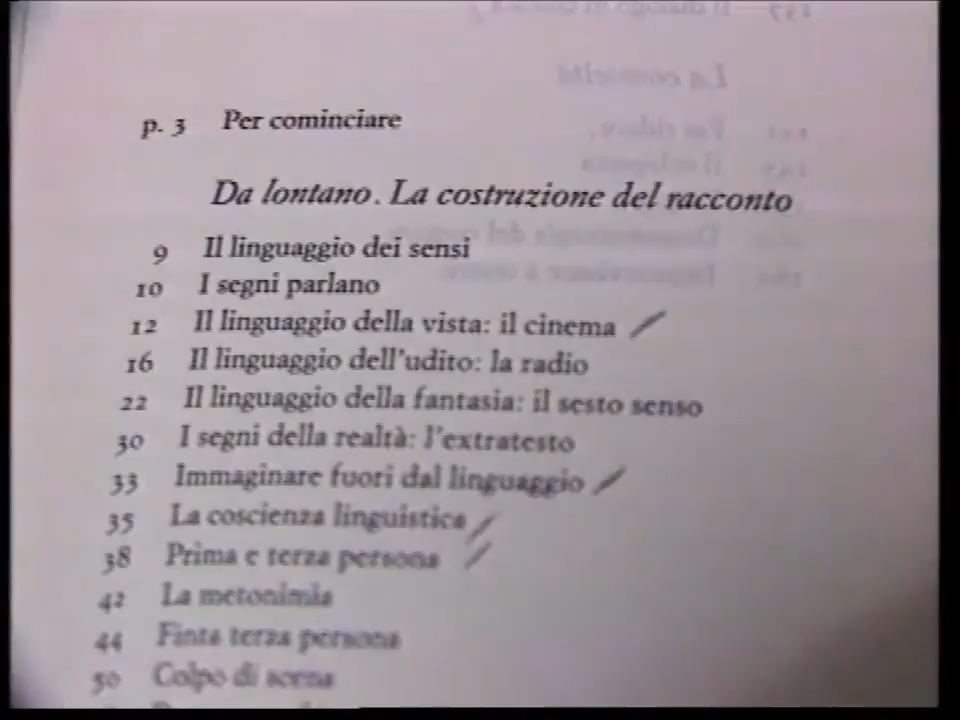 p. 3 Per cominciare
Da lontano. La costruzione del racconto
9 Il linguaggio dei sensi
10 I segni parlano
12 Il linguaggio della vista: il cinema
16 Il linguaggio dell'udito: la radio
22 Il linguaggio della fantasia: il sesto senso
30 I segni della realtà: l'extratesto
33 Immaginare fuori dal linguaggio
35 La coscienza linguistica
38 Prima e terza persona
42 La metonimia
44 Finta terza persona
50 Colpo di scena